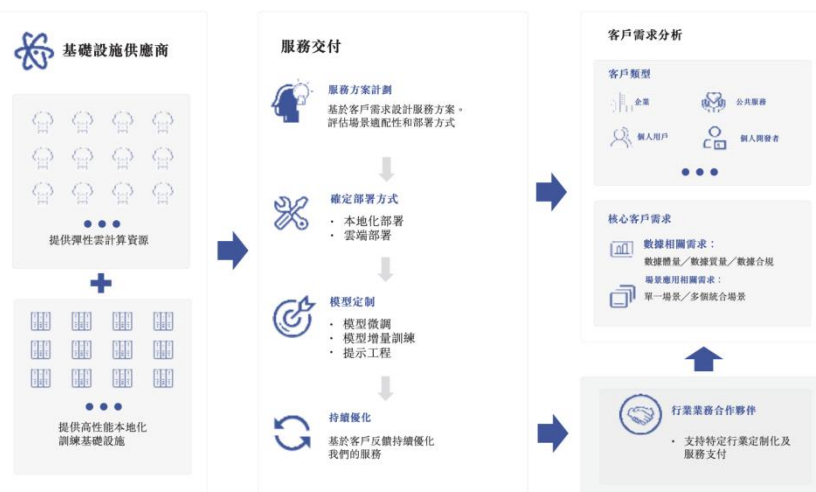 基礎設施供應商
提供彈性雲計算資源
提供高性能本地化
訓練基礎設施
服務交付
服務方案計劃
基於客戶需求設計服務方案。
評估場景適配性和部署方式
確定部署方式
· 本地化部署
· 雲端部署
模型定制
· 模型微調
· 模型增量訓練
· 提示工程
持續優化
基於客戶反饋持續優化
我們的服務
客戶需求分析
客戶類型
企業
公共服務
個人用戶
個人開發者
核心客戶需求
數據相關需求：
數據體量／數據質量／數據合規
場景應用相關需求：
單一場景／多個統合場景
行業業務合作夥伴
· 支持特定行業定制化及
服務支付